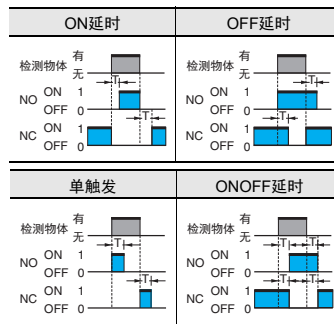 ON延时 OFF延时
检测物体 有 检测物体 有
无 T 无 T
NO ON 1 NO ON 1
OFF 0 T OFF 0 T
NC ON 1 NC ON 1
OFF 0 OFF 0
单触发 ONOFF延时
检测物体 有 检测物体 有
无 T 无 T T
NO ON 1 NO ON 1
OFF 0 T OFF 0 T T
NC ON 1 NC ON 1
OFF 0 OFF 0